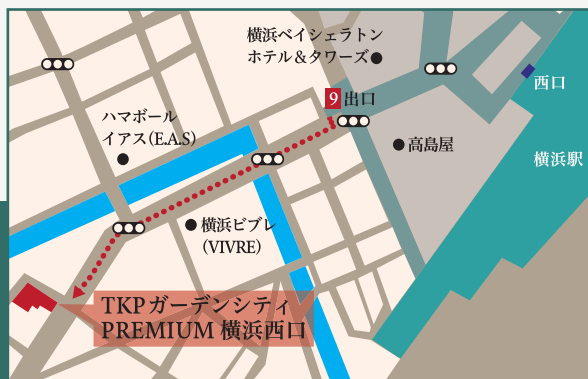 横浜ベイシェラトン
ホテル＆タワーズ
9 出口
西口
ハマボール
イアス(E.A.S)
高島屋
横浜駅
横浜ビブレ
(VIVRE)
TKPガーデンシティ
PREMIUM 横浜西口